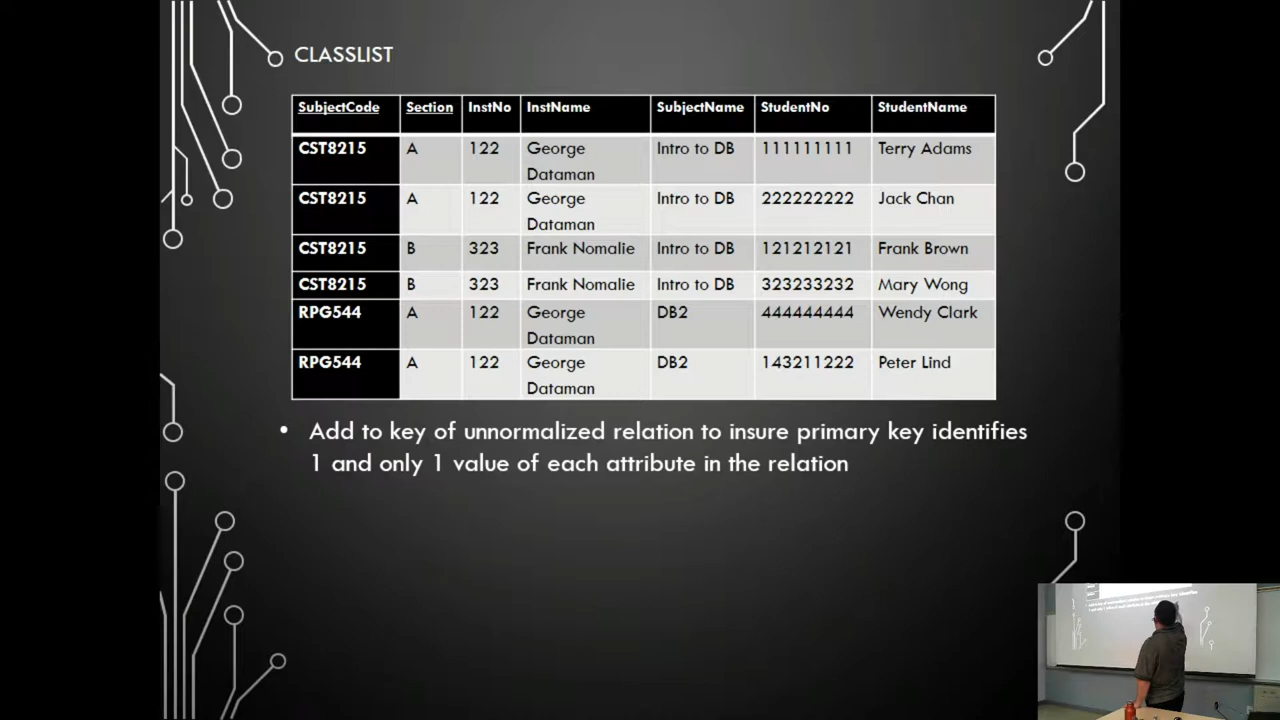 CLASSLIST
SubjectCode Section InstNo InstName SubjectName StudentNo StudentName
CST8215 A 122 George Dataman Intro to DB 111111111 Terry Adams
CST8215 A 122 George Dataman Intro to DB 222222222 Jack Chan
CST8215 B 323 Frank Nomalie Intro to DB 121212121 Frank Brown
CST8215 B 323 Frank Nomalie Intro to DB 323233232 Mary Wong
RPG544 A 122 George Dataman DB2 444444444 Wendy Clark
RPG544 A 122 George Dataman DB2 143211222 Peter Lind
• Add to key of unnormalized relation to insure primary key identifies
1 and only 1 value of each attribute in the relation